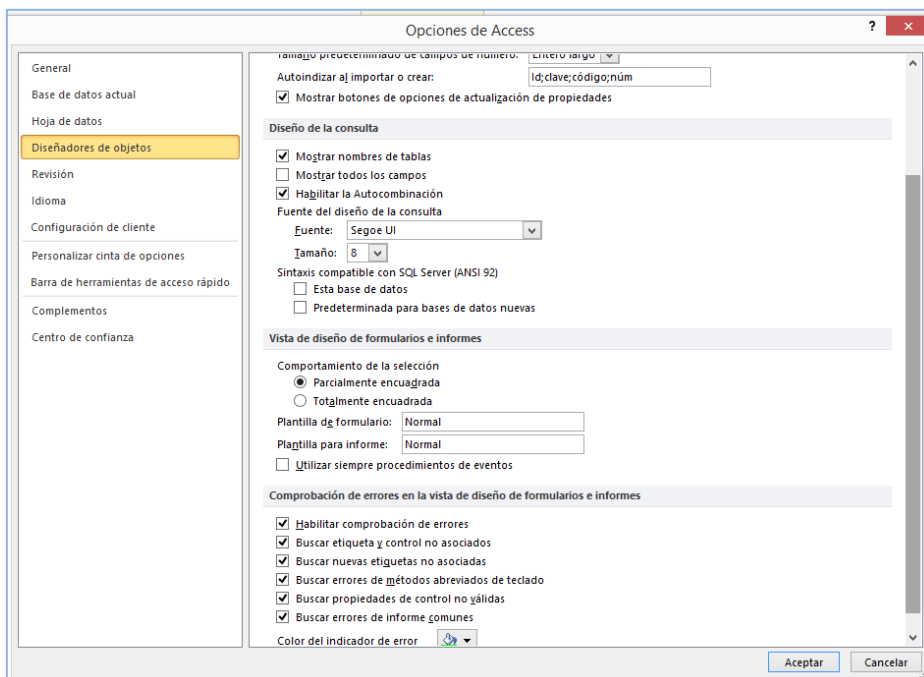 Opciones de Access
?
General
Base de datos actual
Hoja de datos
Diseñadores de objetos
Revisión
Idioma
Configuración de cliente
Personalizar cinta de opciones
Barra de herramientas de acceso rápido
Complementos
Centro de confianza
Tamaño predeterminado de campos de número: Entero largo
Autoindizar al importar o crear: Id;clave;código;núm
Mostrar botones de opciones de actualización de propiedades
Diseño de la consulta
Mostrar nombres de tablas
Mostrar todos los campos
Habilitar la Autocombinación
Fuente del diseño de la consulta
Fuente: Segoe UI
Tamaño: 8
Sintaxis compatible con SQL Server (ANSI 92)
Esta base de datos
Predeterminada para bases de datos nuevas
Vista de diseño de formularios e informes
Comportamiento de la selección
Parcialmente encuadrada
Totalmente encuadrada
Plantilla de formulario: Normal
Plantilla para informe: Normal
Utilizar siempre procedimientos de eventos
Comprobación de errores en la vista de diseño de formularios e informes
Habilitar comprobación de errores
Buscar etiqueta y control no asociados
Buscar nuevas etiquetas no asociadas
Buscar errores de métodos abreviados de teclado
Buscar propiedades de control no válidas
Buscar errores de informe comunes
Color del indicador de error
Aceptar
Cancelar